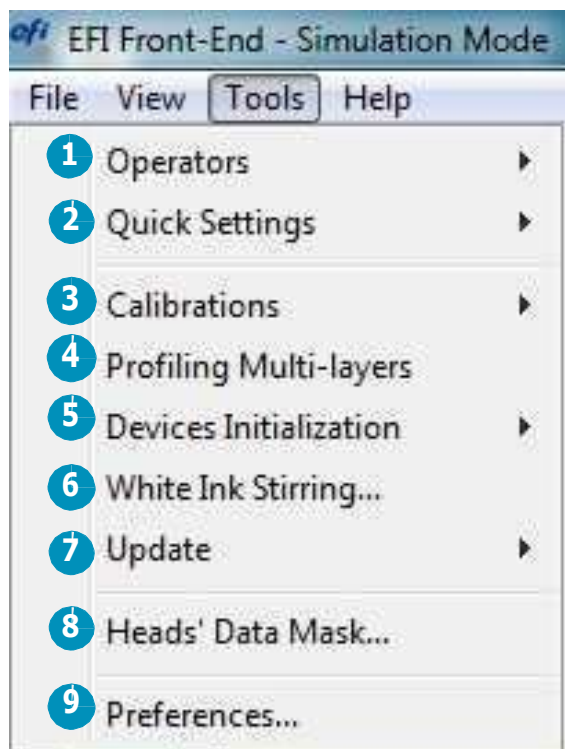 efi EFI Front-End - Simulation Mode
File View Tools Help
1 Operators
2 Quick Settings
3 Calibrations
4 Profiling Multi-layers
5 Devices Initialization
6 White Ink Stirring...
7 Update
8 Heads' Data Mask...
9 Preferences...